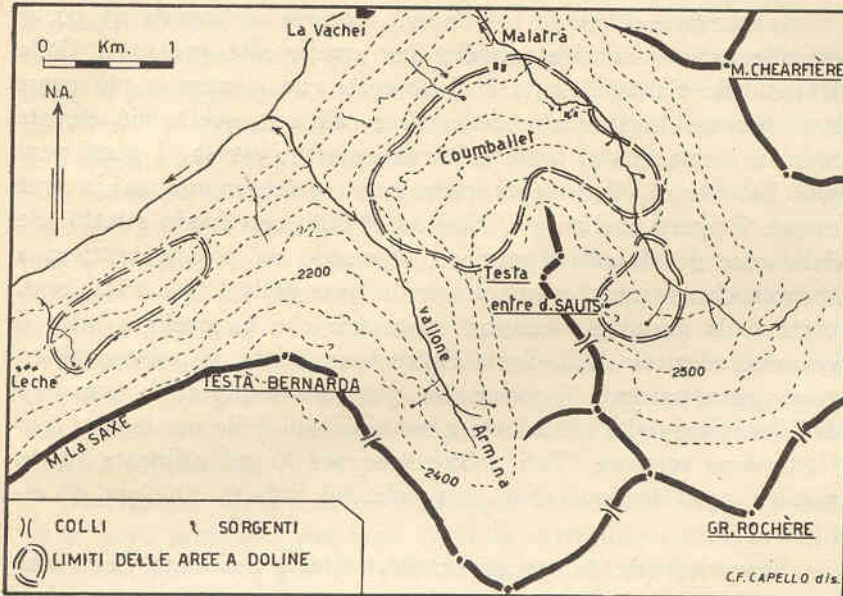 La Vachei
Malatrà
0 Km. 1
M. CHEARFIÈRE
N.A.
Coumballet
Testa
entre d. SAUTS
2200
vallone
Armina
2500
Leche
TESTA BERNARDA
M. La SAXE
2400
GR. ROCHÈRE
)( COLLI
SORGENTI
LIMITI DELLE AREE A DOLINE
C.F. CAPELLO dis.